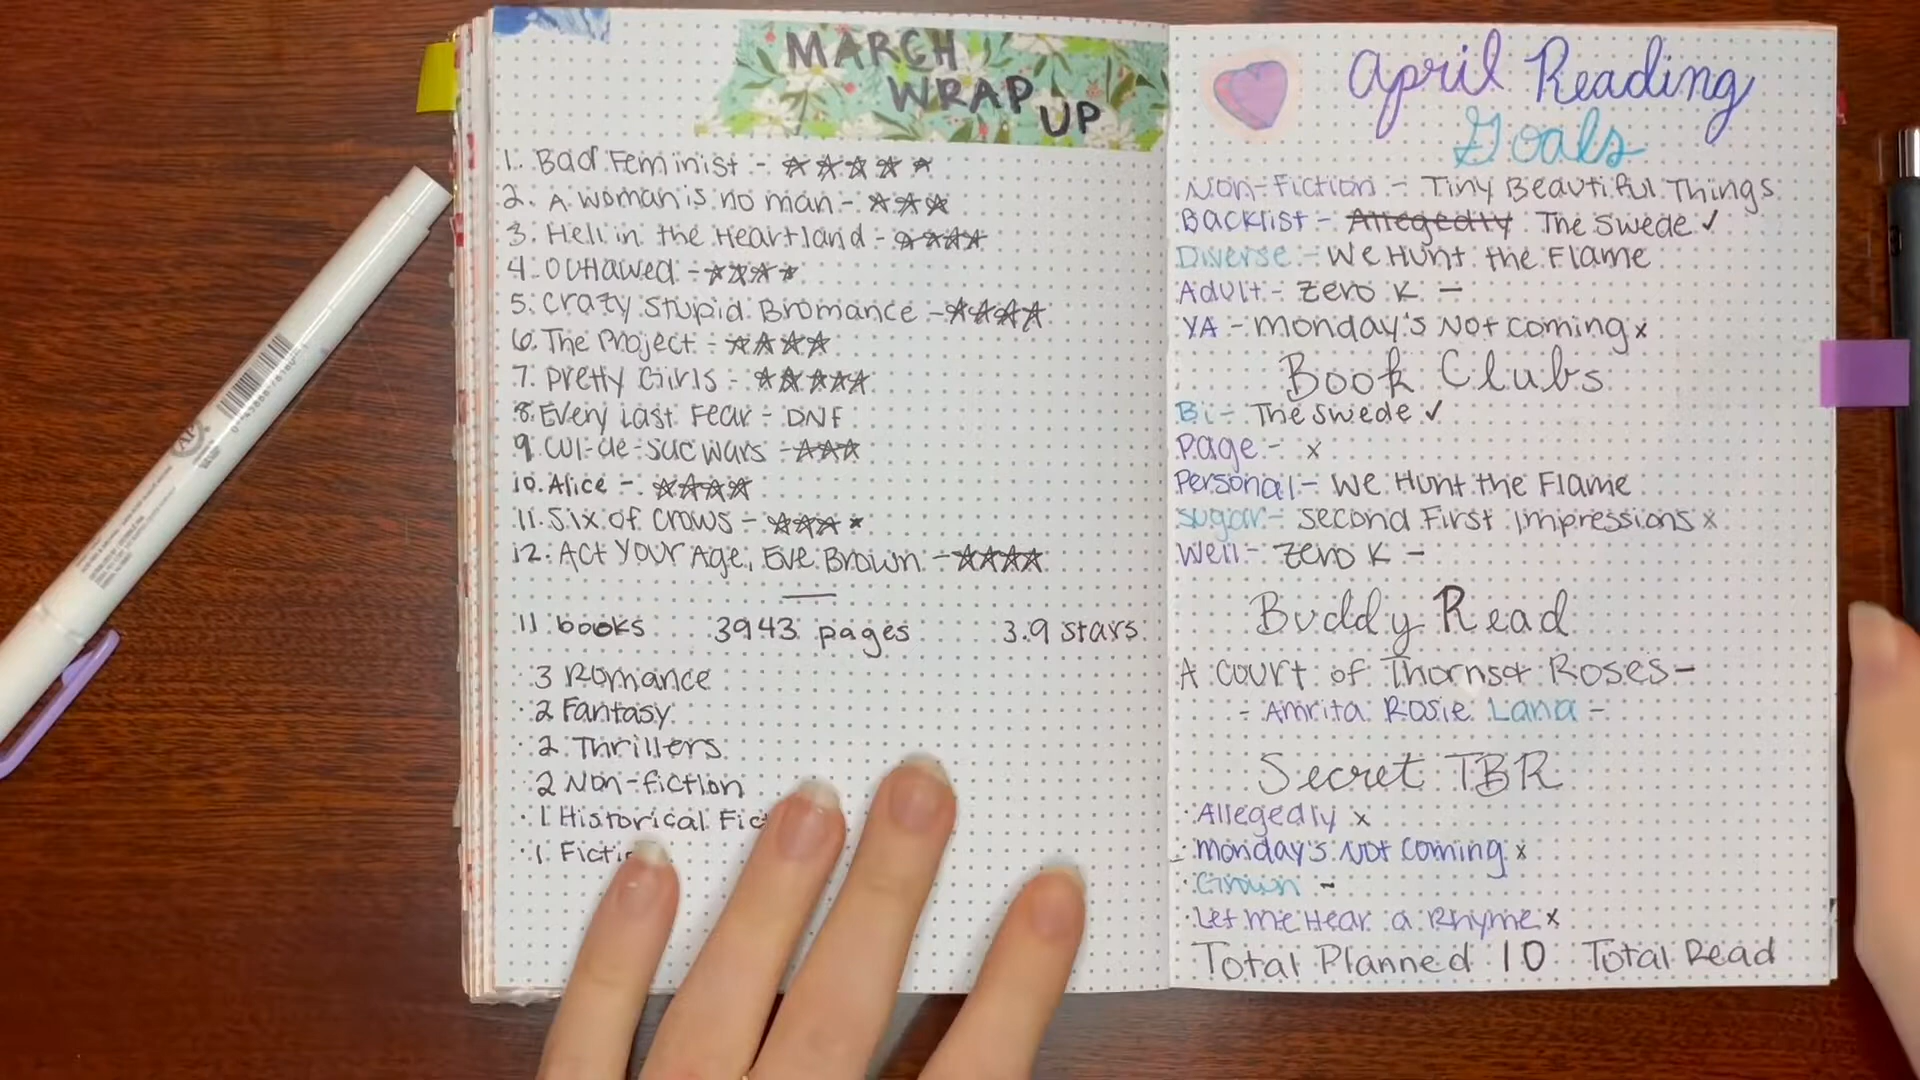 MARCH
WRAP
UP
1. Bad Feminist - ☆☆☆☆☆
2. A woman is no man - ☆☆☆
3. Hell in the Heartland - ☆☆☆☆
4. Outlawed - ☆☆☆☆
5. Crazy Stupid Bromance - ☆☆☆☆
6. The Project - ☆☆☆☆
7. Pretty Girls - ☆☆☆☆☆
8. Every Last Fear - DNF
9. Cul-de-sac wars - ☆☆☆
10. Alice - ☆☆☆☆
11. Six of Crows - ☆☆☆★
12. Act Your Age, Eve Brown - ☆☆☆☆
11 books 3943 pages 3.9 stars
3 Romance
· 2 Fantasy
· 2 Thrillers
2 Non-fiction
· 1 Historical Fic
· 1 Fictio
April Reading
Goals
Non-Fiction - Tiny Beautiful Things
Backlist - Allegedly The Swede ✓
Diverse - We Hunt the Flame
Adult - Zero K -
YA - Monday's Not Coming x
Book Clubs
Bi - The Swede ✓
Page - x
Personal - We Hunt the Flame
Sugar - Second First Impressions x
Well - Zero K -
Buddy Read
A Court of Thorns & Roses -
- Amrita Rosie Lana -
Secret TBR
· Allegedly x
· Monday's Not Coming x
· Grown -
· Let me Hear a Rhyme x
Total Planned 10 Total Read